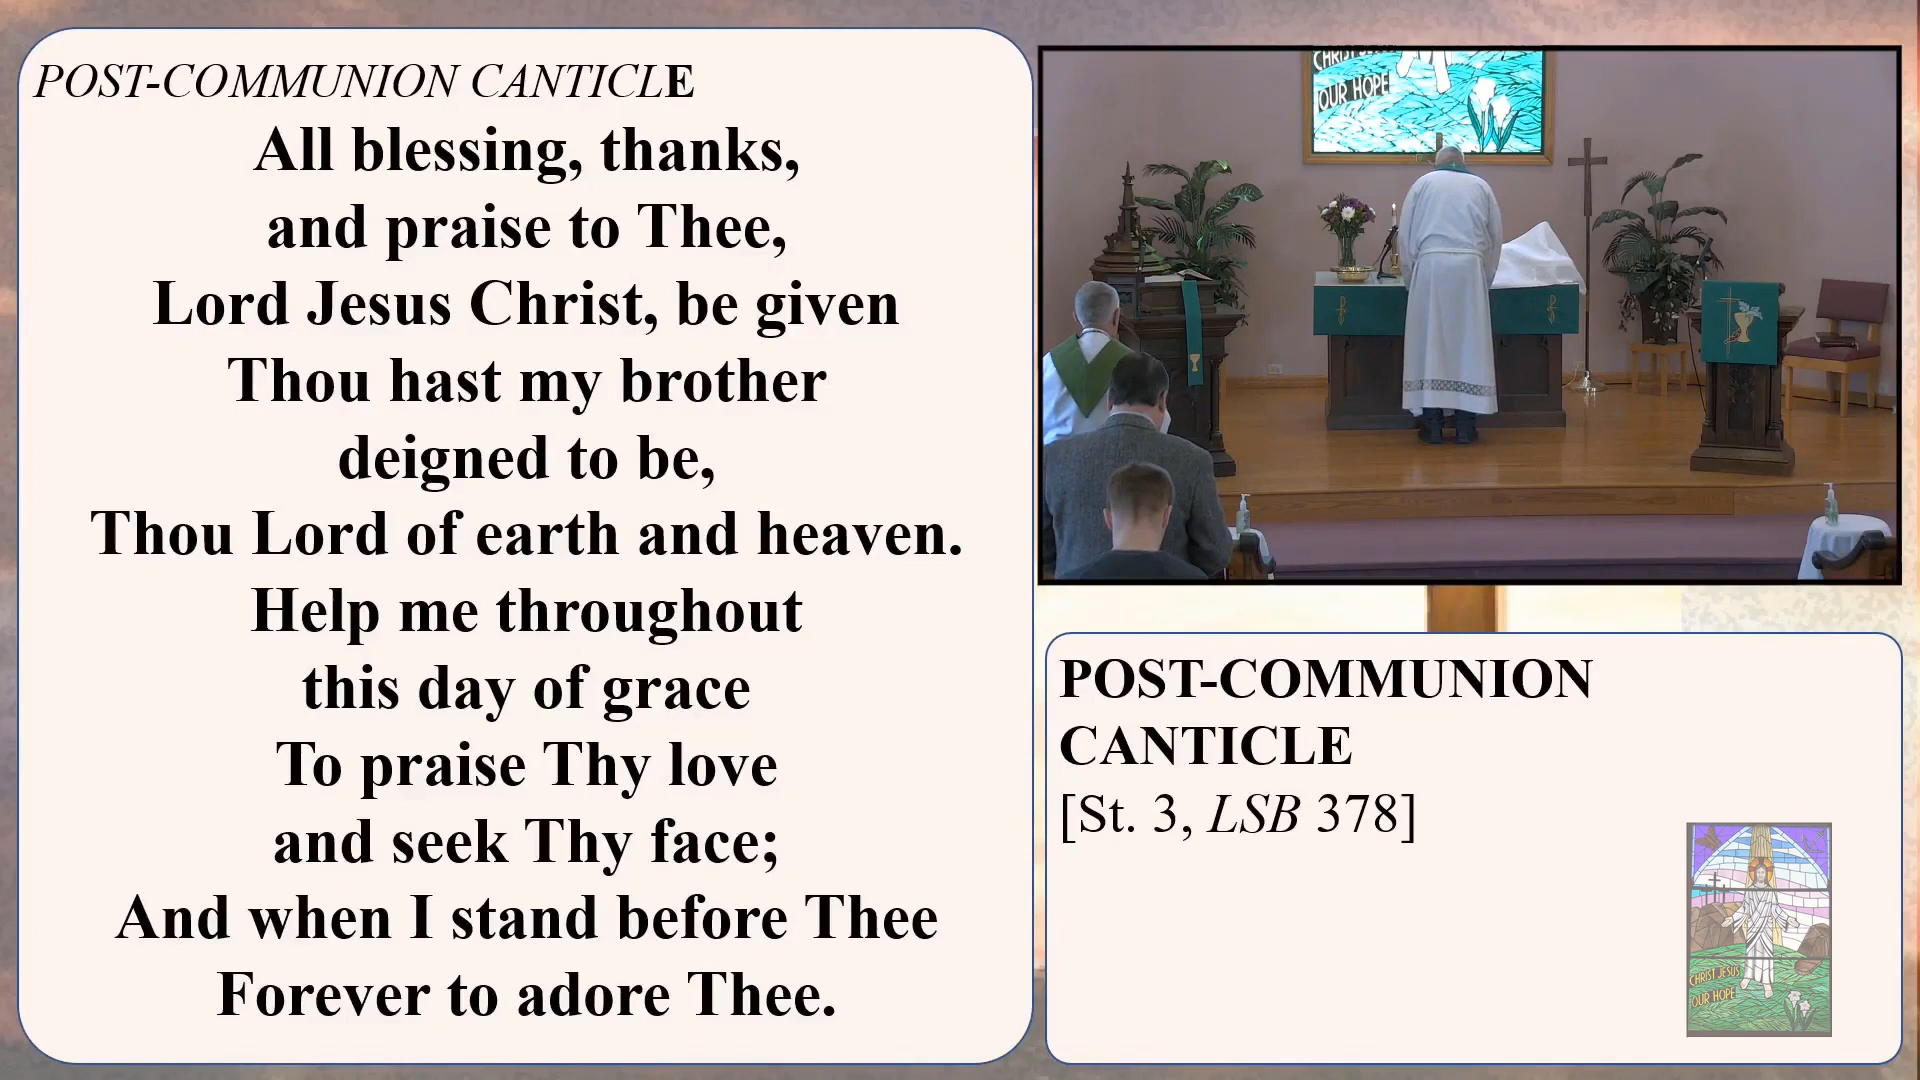 POST-COMMUNION CANTICLE
All blessing, thanks,
and praise to Thee,
Lord Jesus Christ, be given
Thou hast my brother
deigned to be,
Thou Lord of earth and heaven.
Help me throughout
this day of grace
To praise Thy love
and seek Thy face;
And when I stand before Thee
Forever to adore Thee.
CHRIST JESUS
OUR HOPE
POST-COMMUNION
CANTICLE
[St. 3, LSB 378]
CHRIST JESUS
OUR HOPE